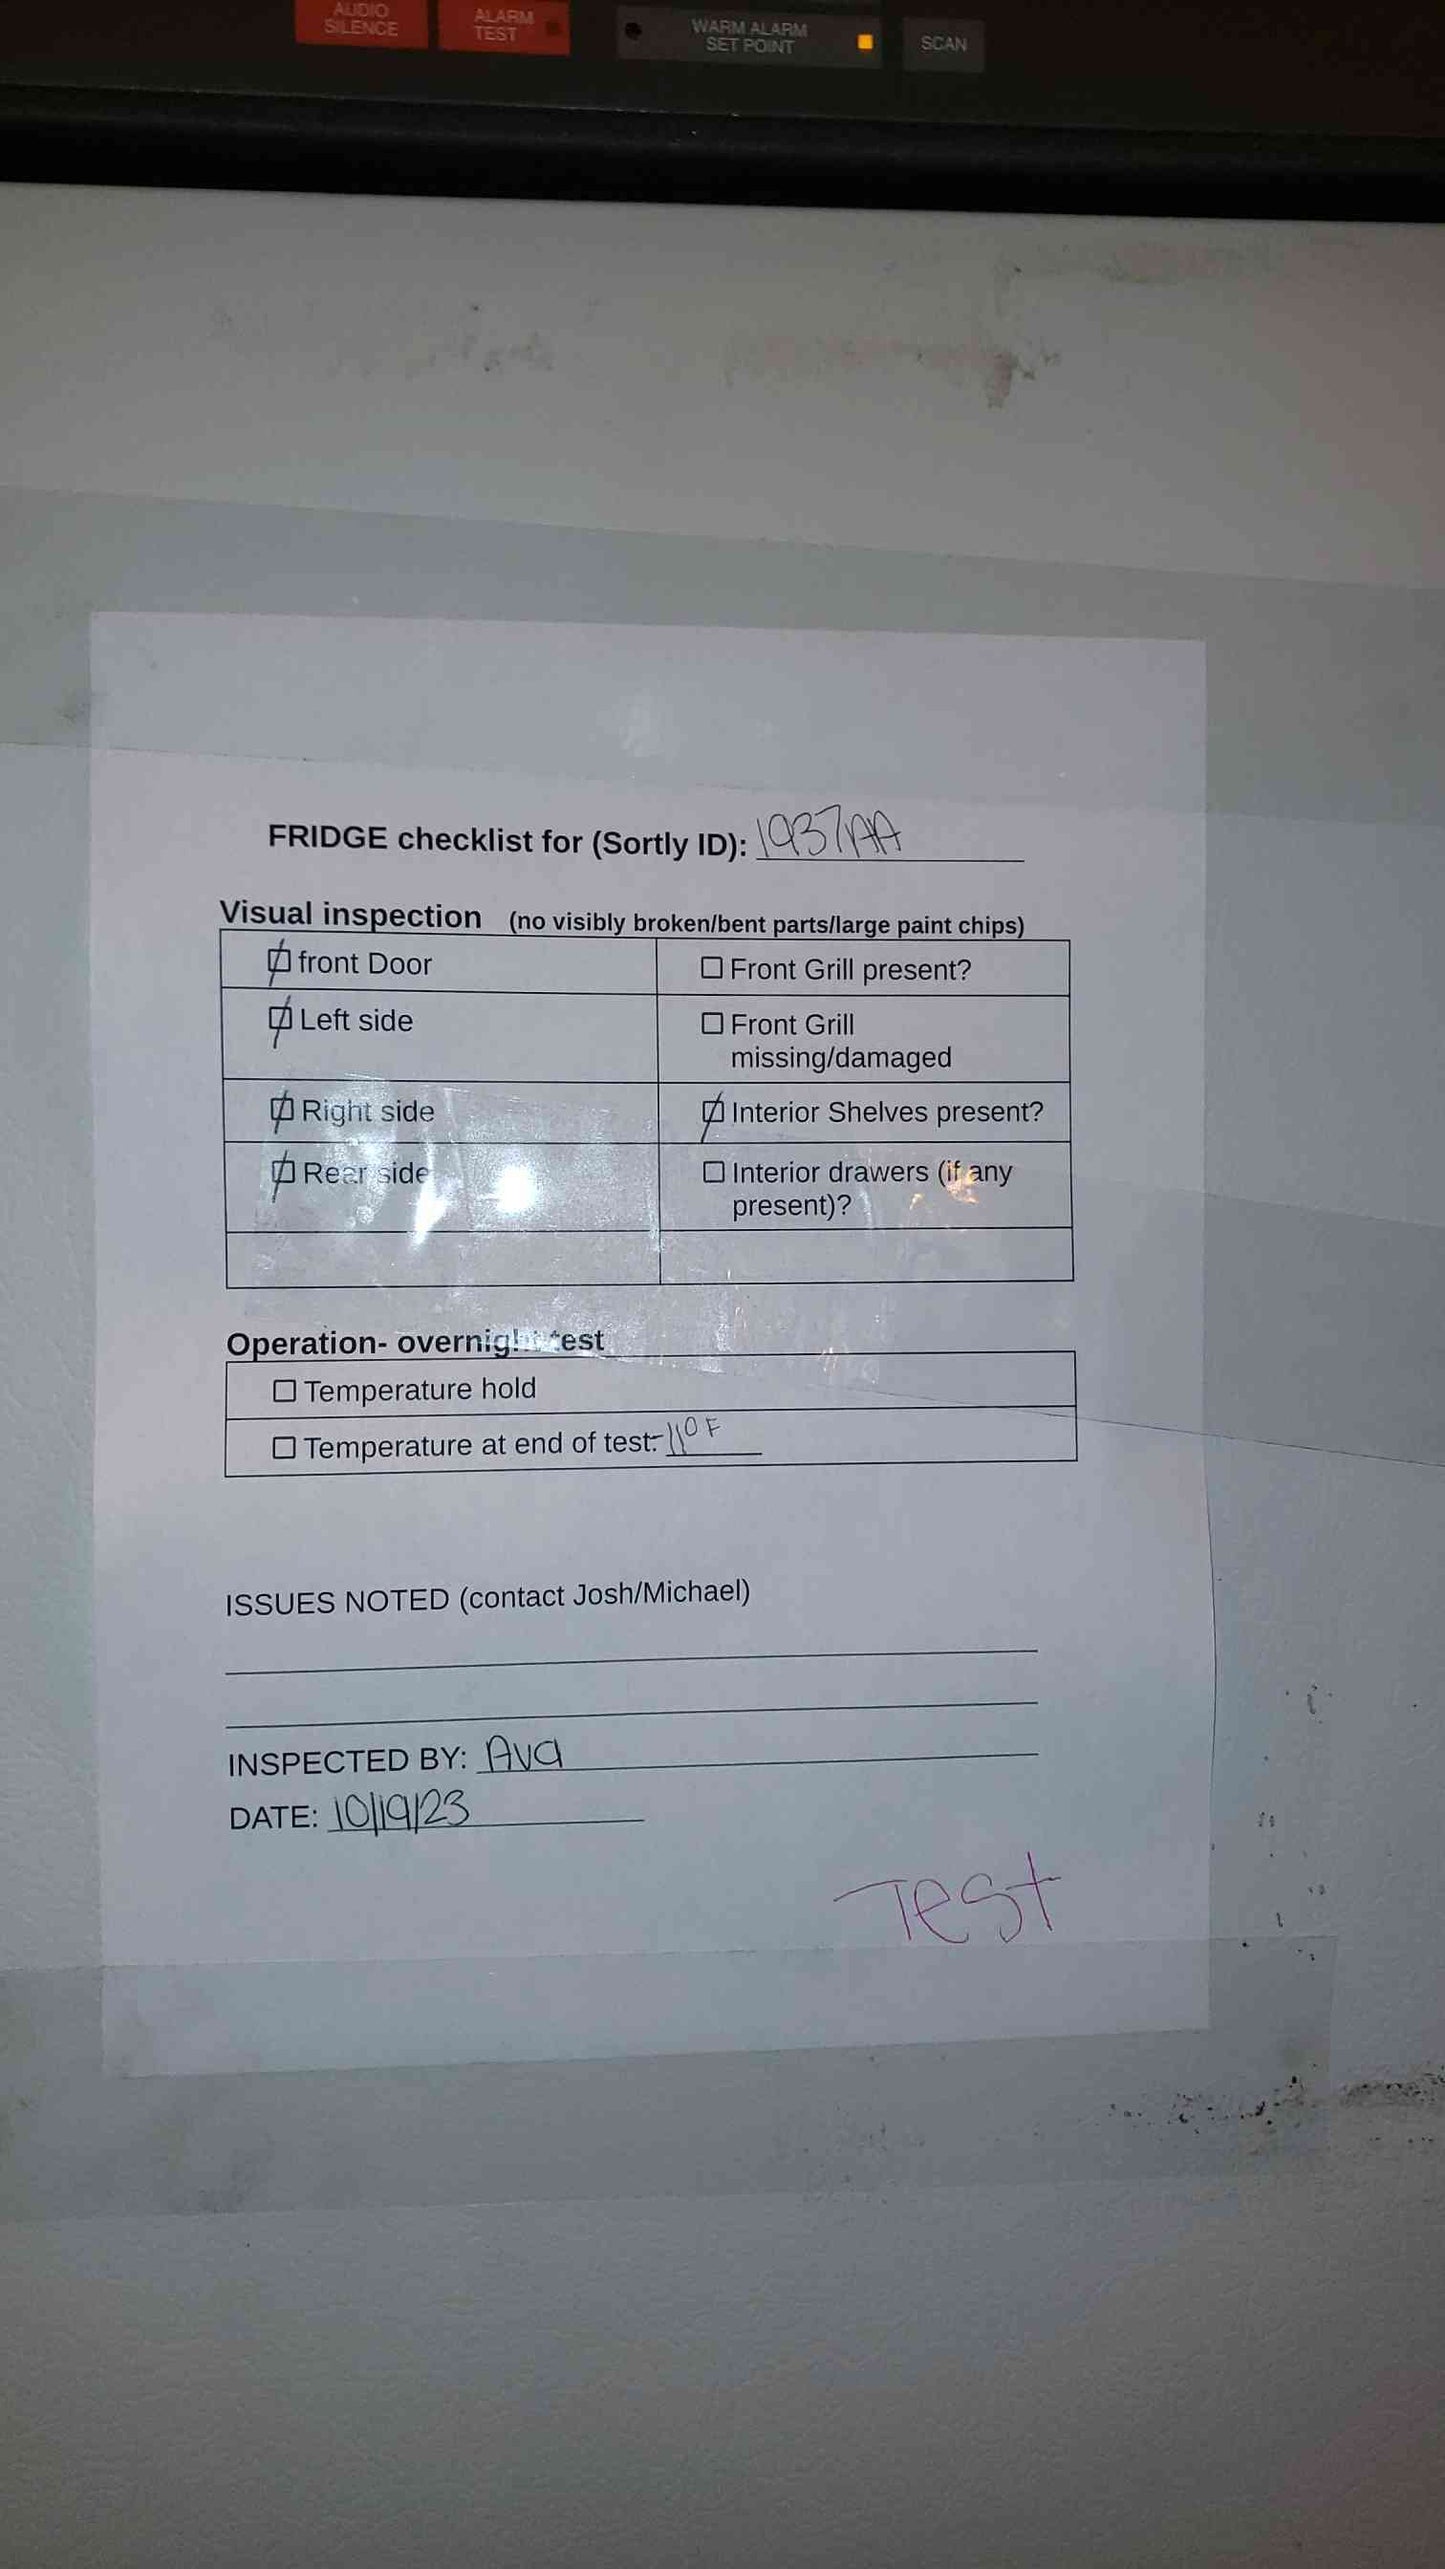 AUDIO SILENCE
ALARM TEST
WARM ALARM SET POINT
SCAN
FRIDGE checklist for (Sortly ID): 1937AA
Visual inspection (no visibly broken/bent parts/large paint chips)
front Door
☐ Front Grill present?
Left side
☐ Front Grill
missing/damaged
Right side
Interior Shelves present?
Rear side
☐ Interior drawers (if any
present)?
Operation- overnight test
☐ Temperature hold
☐ Temperature at end of test: 11° F
ISSUES NOTED (contact Josh/Michael)
INSPECTED BY: Ava
DATE: 10/19/23
Test